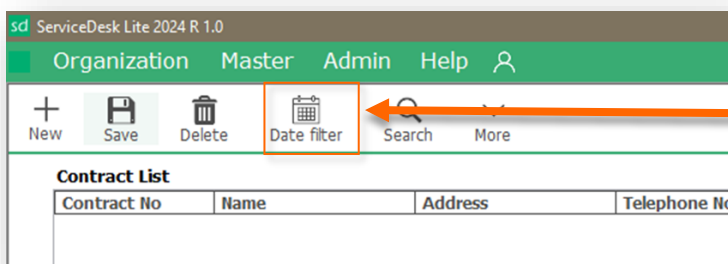 sd ServiceDesk Lite 2024 R 1.0
Organization Master Admin Help
New Save Delete Date filter Search More
Contract List
Contract No Name Address Telephone